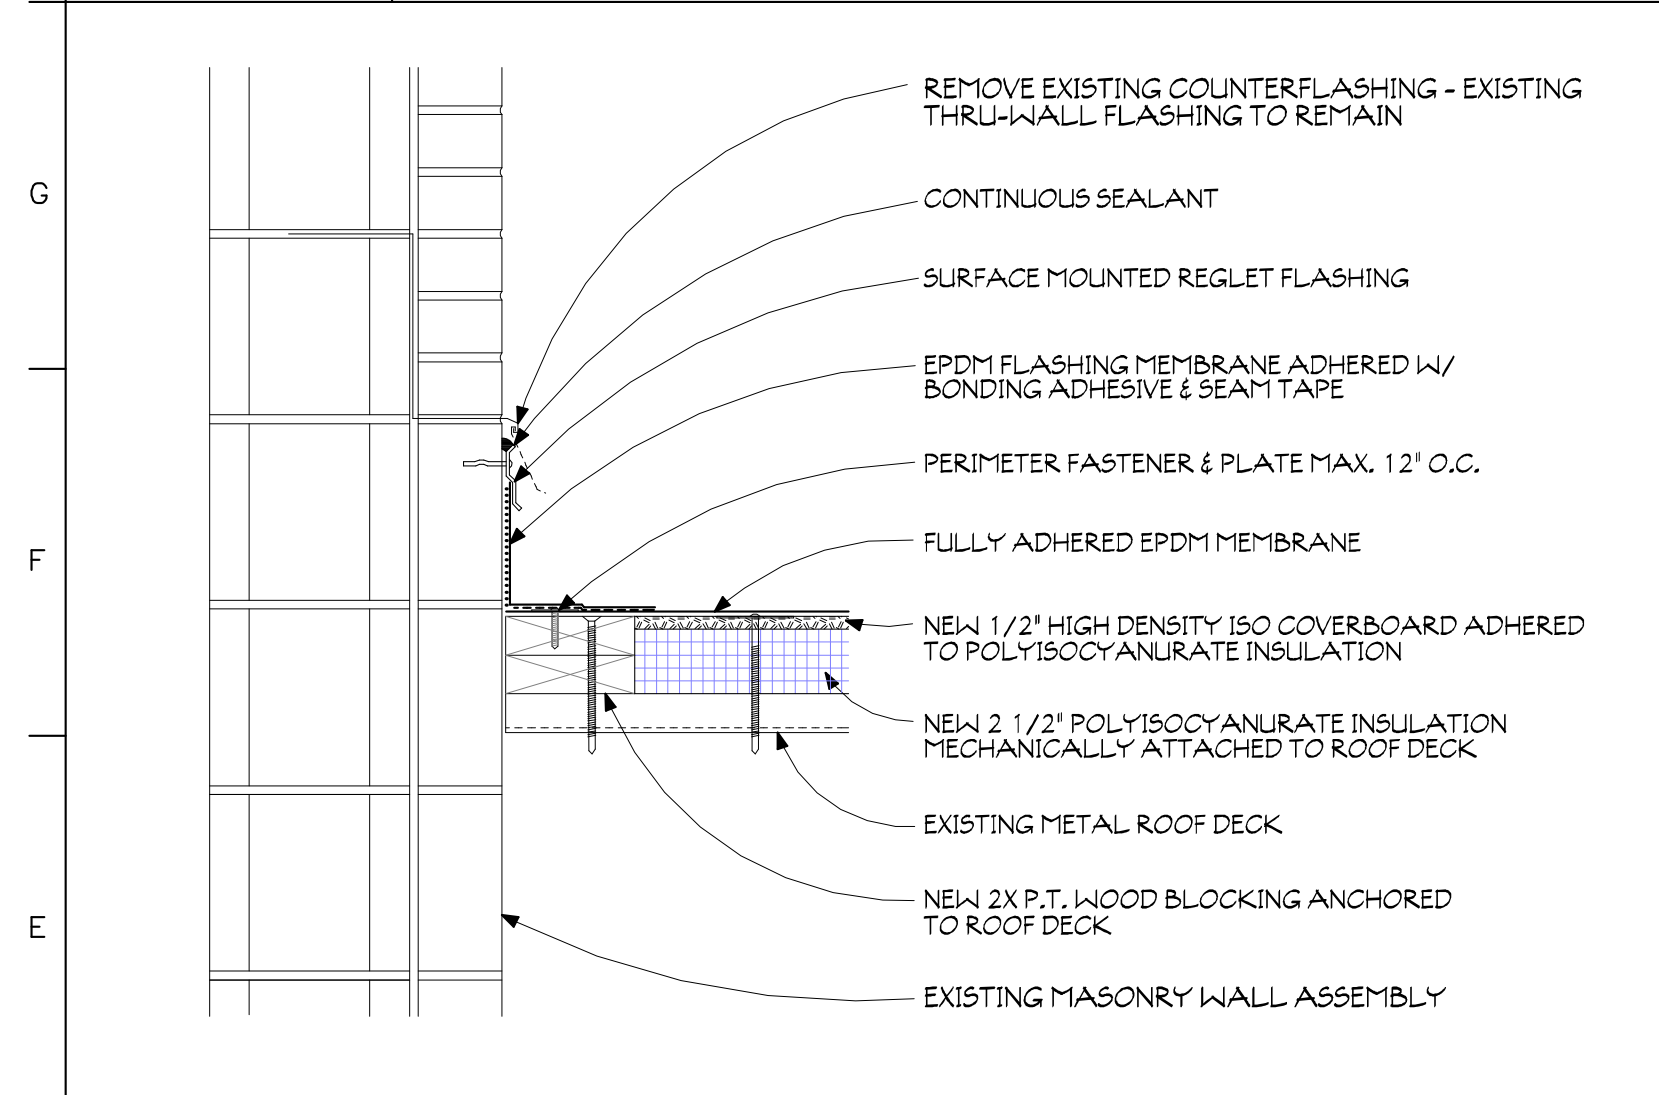 REMOVE EXISTING COUNTERFLASHING - EXISTING
THRU-WALL FLASHING TO REMAIN
G
CONTINUOUS SEALANT
SURFACE MOUNTED REGLET FLASHING
EPDM FLASHING MEMBRANE ADHERED W/
BONDING ADHESIVE & SEAM TAPE
PERIMETER FASTENER & PLATE MAX. 12" O.C.
F
FULLY ADHERED EPDM MEMBRANE
NEW 1/2" HIGH DENSITY ISO COVERBOARD ADHERED
TO POLYISOCYANURATE INSULATION
NEW 2 1/2" POLYISOCYANURATE INSULATION
MECHANICALLY ATTACHED TO ROOF DECK
EXISTING METAL ROOF DECK
NEW 2X P.T. WOOD BLOCKING ANCHORED
TO ROOF DECK
E
EXISTING MASONRY WALL ASSEMBLY